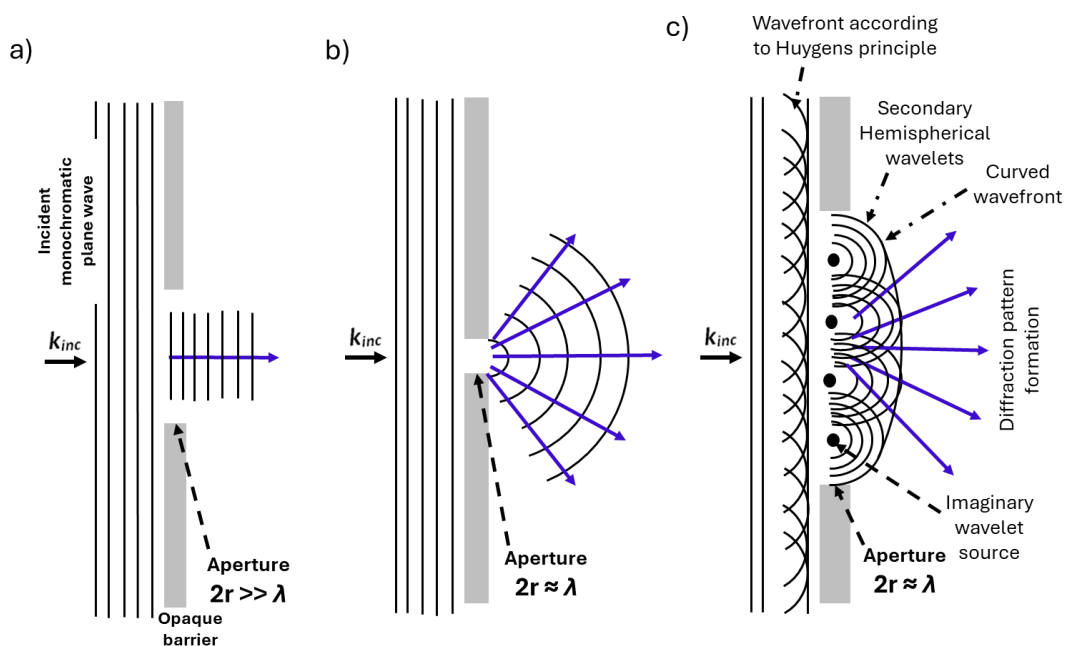 a)
Incident
monochromatic
plane wave
k_inc
Aperture
2r >> λ
Opaque
barrier
b)
k_inc
Aperture
2r ≈ λ
c)
Wavefront according
to Huygens principle
Secondary
Hemispherical
wavelets
Curved
wavefront
k_inc
Diffraction pattern
formation
Imaginary
wavelet
source
Aperture
2r ≈ λ